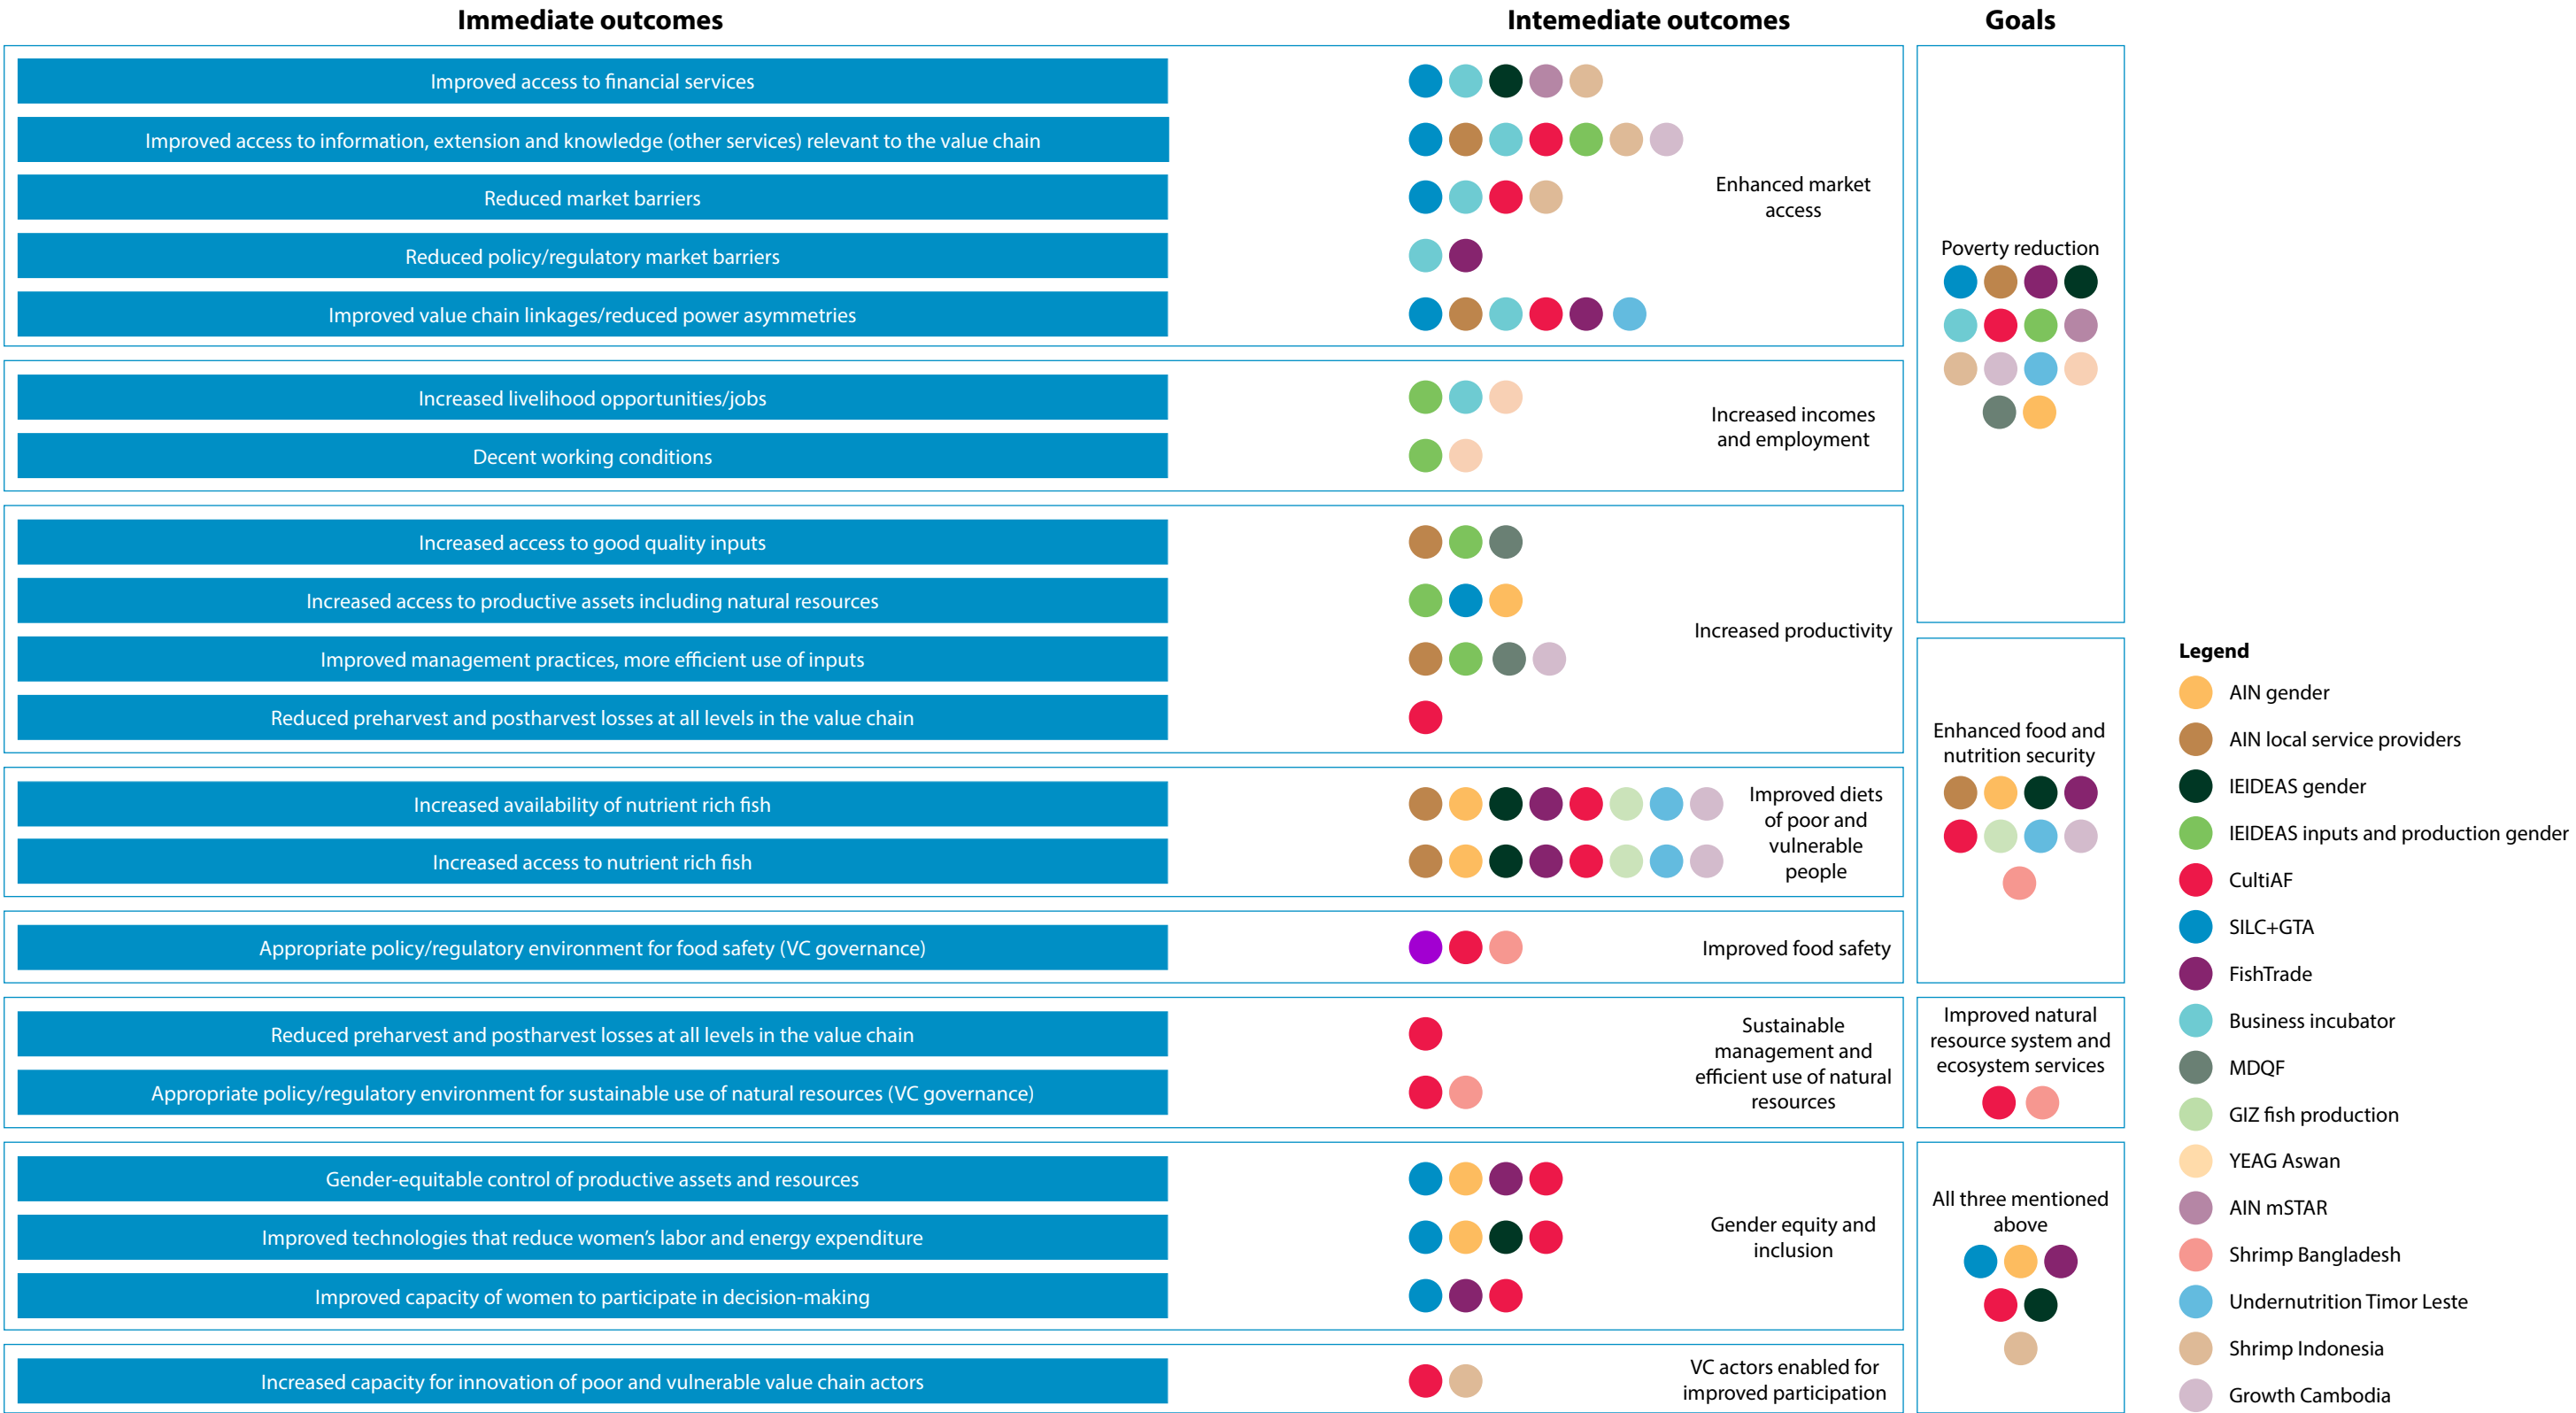 Immediate outcomes
Intemediate outcomes
Goals
Improved access to financial services
Improved access to information, extension and knowledge (other services) relevant to the value chain
Reduced market barriers
Reduced policy/regulatory market barriers
Improved value chain linkages/reduced power asymmetries
Enhanced market
access
Increased livelihood opportunities/jobs
Decent working conditions
Increased incomes
and employment
Increased access to good quality inputs
Increased access to productive assets including natural resources
Improved management practices, more efficient use of inputs
Reduced preharvest and postharvest losses at all levels in the value chain
Increased productivity
Poverty reduction
Increased availability of nutrient rich fish
Increased access to nutrient rich fish
Improved diets
of poor and
vulnerable
people
Appropriate policy/regulatory environment for food safety (VC governance)
Improved food safety
Enhanced food and
nutrition security
Reduced preharvest and postharvest losses at all levels in the value chain
Appropriate policy/regulatory environment for sustainable use of natural resources (VC governance)
Sustainable
management and
efficient use of natural
resources
Improved natural
resource system and
ecosystem services
Gender-equitable control of productive assets and resources
Improved technologies that reduce women’s labor and energy expenditure
Improved capacity of women to participate in decision-making
Gender equity and
inclusion
Increased capacity for innovation of poor and vulnerable value chain actors
VC actors enabled for
improved participation
All three mentioned
above
Legend
AIN gender
AIN local service providers
IEIDEAS gender
IEIDEAS inputs and production gender
CultiAF
SILC+GTA
FishTrade
Business incubator
MDQF
GIZ fish production
YEAG Aswan
AIN mSTAR
Shrimp Bangladesh
Undernutrition Timor Leste
Shrimp Indonesia
Growth Cambodia